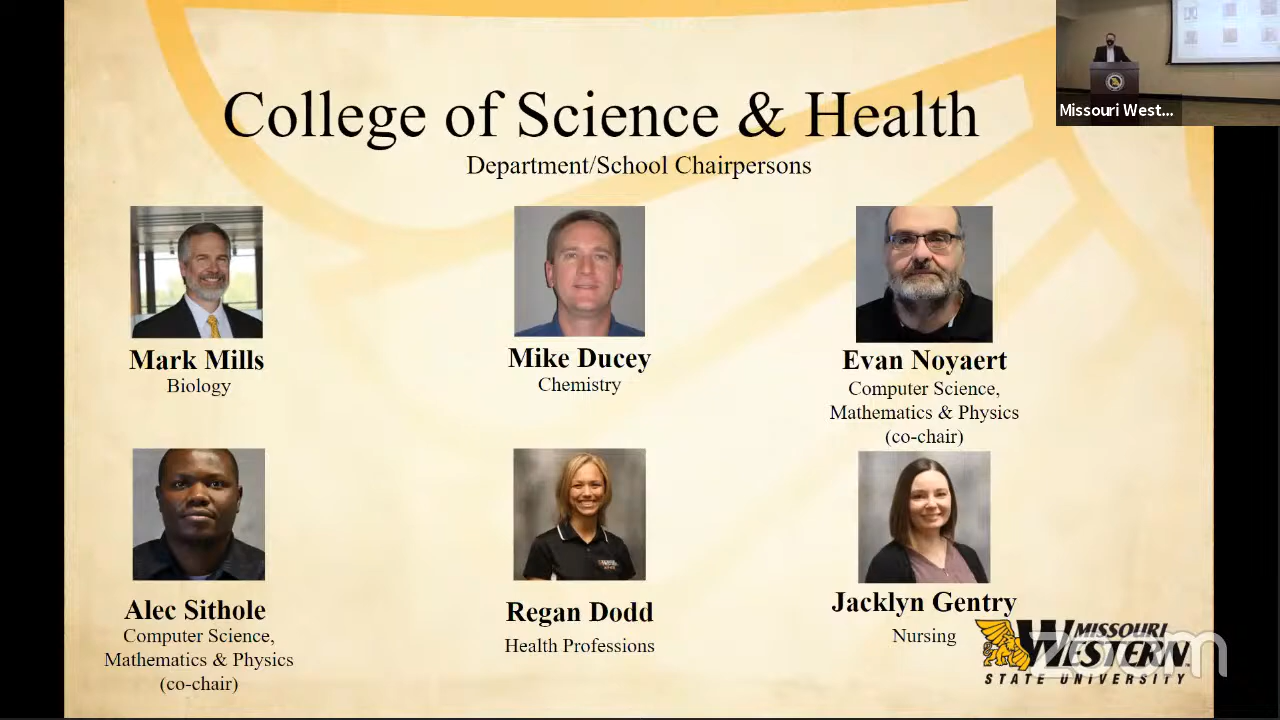 College of Science & Health
Department/School Chairpersons
Missouri West...
Mark Mills
Biology
Mike Ducey
Chemistry
Evan Noyaert
Computer Science,
Mathematics & Physics
(co-chair)
Alec Sithole
Computer Science,
Mathematics & Physics
(co-chair)
Regan Dodd
Health Professions
Jacklyn Gentry
Nursing
MISSOURI
WESTERN
STATE UNIVERSITY
zoom